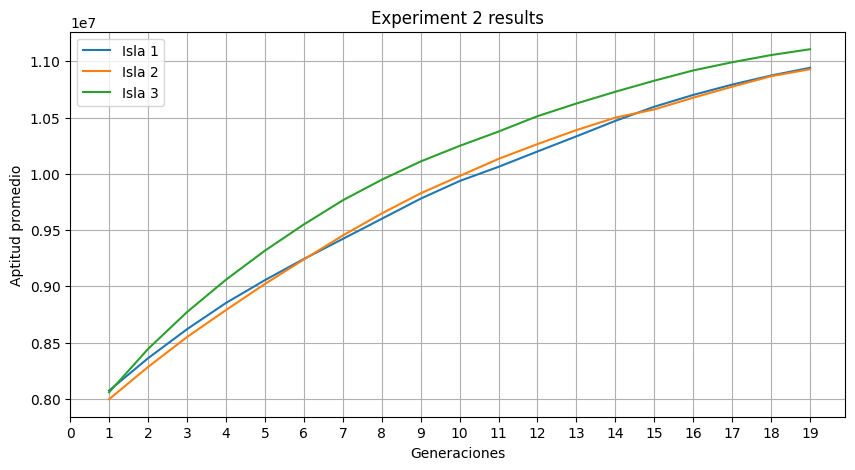 Experiment 2 results
1e7
Isla 1
Isla 2
Isla 3
1.10
1.05
1.00
0.95
0.90
0.85
0.80
Aptitud promedio
0 1 2 3 4 5 6 7 8 9 10 11 12 13 14 15 16 17 18 19
Generaciones